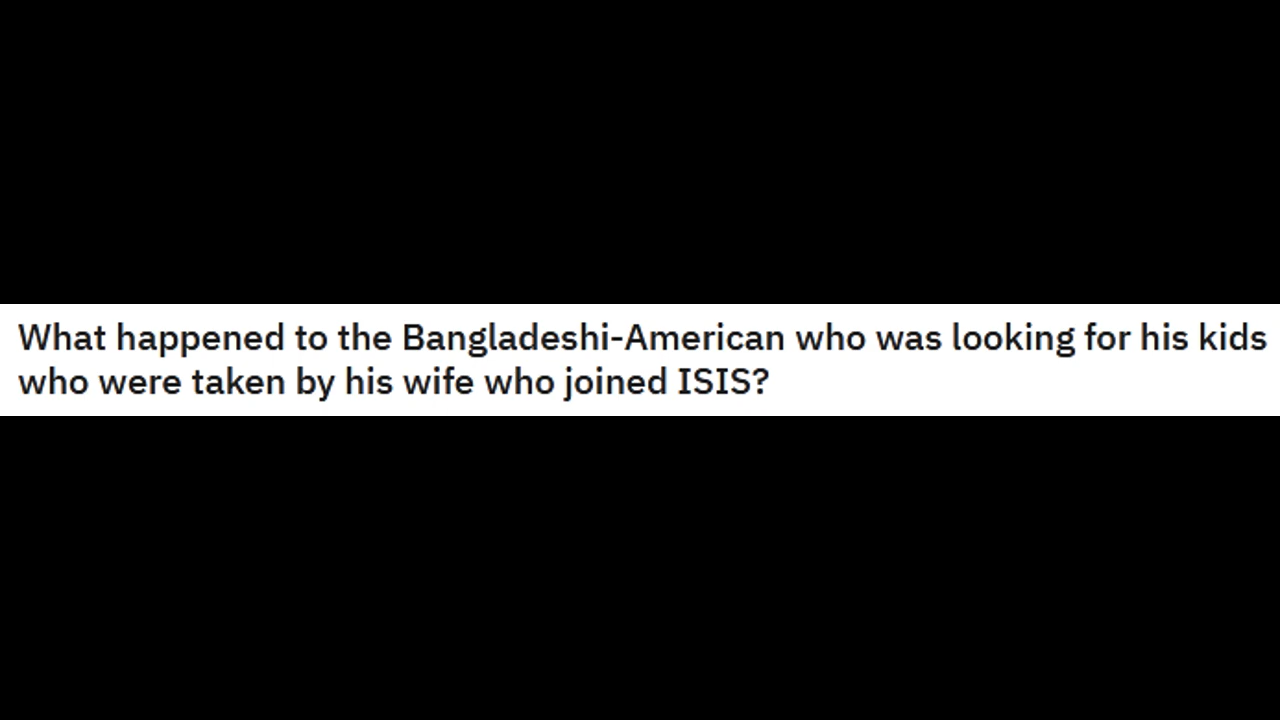 What happened to the Bangladeshi-American who was looking for his kids
who were taken by his wife who joined ISIS?